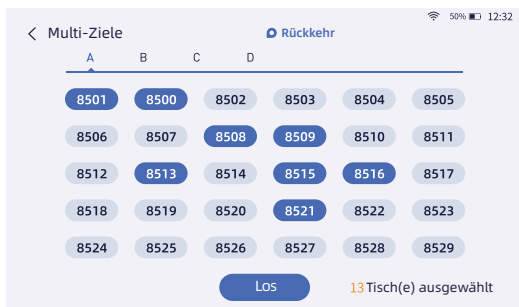 50% 12:32
Multi-Ziele Rückkehr
A B C D
8501 8500 8502 8503 8504 8505
8506 8507 8508 8509 8510 8511
8512 8513 8514 8515 8516 8517
8518 8519 8520 8521 8522 8523
8524 8525 8526 8527 8528 8529
Los 13 Tisch(e) ausgewählt